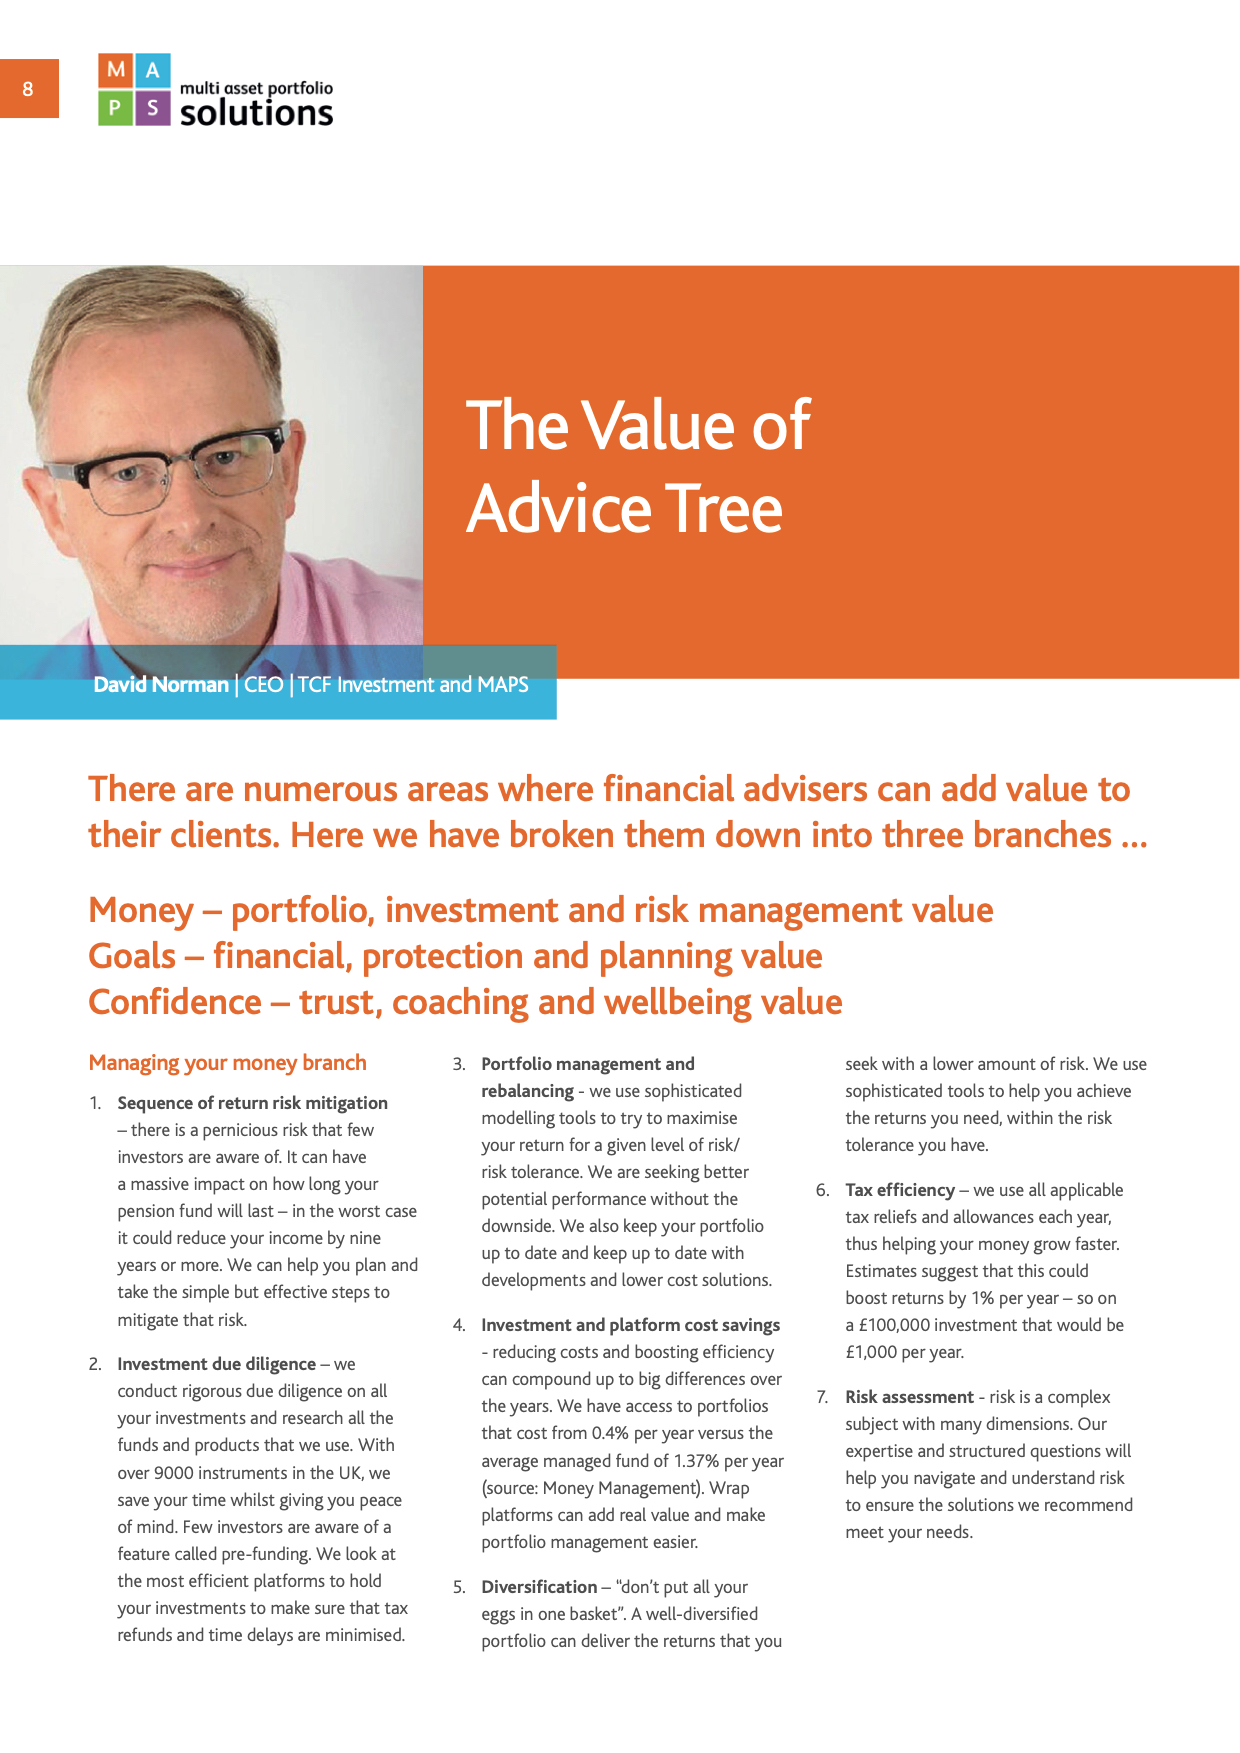 8
M A
P S
multi asset portfolio
solutions
The Value of
Advice Tree
David Norman | CEO | TCF Investment and MAPS
There are numerous areas where financial advisers can add value to
their clients. Here we have broken them down into three branches ...
Money – portfolio, investment and risk management value
Goals – financial, protection and planning value
Confidence – trust, coaching and wellbeing value
Managing your money branch
1. Sequence of return risk mitigation
– there is a pernicious risk that few
investors are aware of. It can have
a massive impact on how long your
pension fund will last – in the worst case
it could reduce your income by nine
years or more. We can help you plan and
take the simple but effective steps to
mitigate that risk.
2. Investment due diligence – we
conduct rigorous due diligence on all
your investments and research all the
funds and products that we use. With
over 9000 instruments in the UK, we
save your time whilst giving you peace
of mind. Few investors are aware of a
feature called pre-funding. We look at
the most efficient platforms to hold
your investments to make sure that tax
refunds and time delays are minimised.
3. Portfolio management and
rebalancing - we use sophisticated
modelling tools to try to maximise
your return for a given level of risk/
risk tolerance. We are seeking better
potential performance without the
downside. We also keep your portfolio
up to date and keep up to date with
developments and lower cost solutions.
4. Investment and platform cost savings
- reducing costs and boosting efficiency
can compound up to big differences over
the years. We have access to portfolios
that cost from 0.4% per year versus the
average managed fund of 1.37% per year
(source: Money Management). Wrap
platforms can add real value and make
portfolio management easier.
5. Diversification – “don’t put all your
eggs in one basket”. A well-diversified
portfolio can deliver the returns that you
seek with a lower amount of risk. We use
sophisticated tools to help you achieve
the returns you need, within the risk
tolerance you have.
6. Tax efficiency – we use all applicable
tax reliefs and allowances each year,
thus helping your money grow faster.
Estimates suggest that this could
boost returns by 1% per year – so on
a £100,000 investment that would be
£1,000 per year.
7. Risk assessment - risk is a complex
subject with many dimensions. Our
expertise and structured questions will
help you navigate and understand risk
to ensure the solutions we recommend
meet your needs.